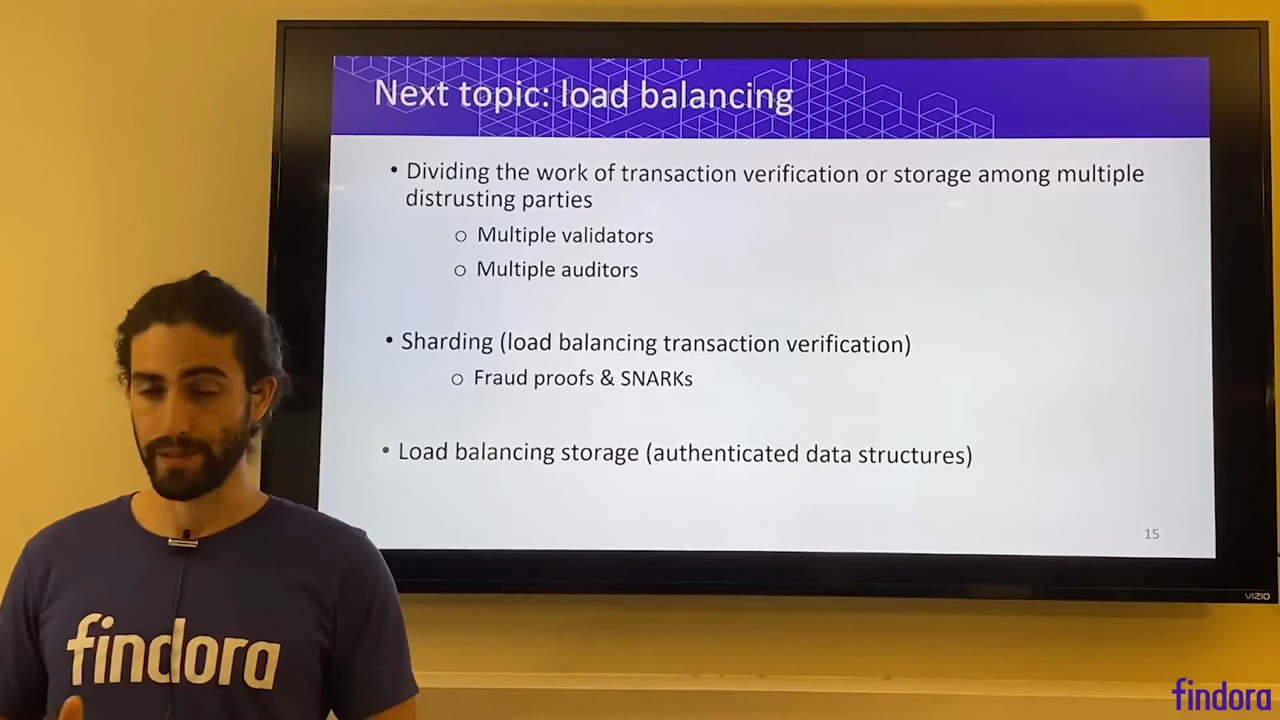 Next topic: load balancing
• Dividing the work of transaction verification or storage among multiple
distrusting parties
o Multiple validators
o Multiple auditors
• Sharding (load balancing transaction verification)
o Fraud proofs & SNARKs
• Load balancing storage (authenticated data structures)
15
VIZIO
findora
findora